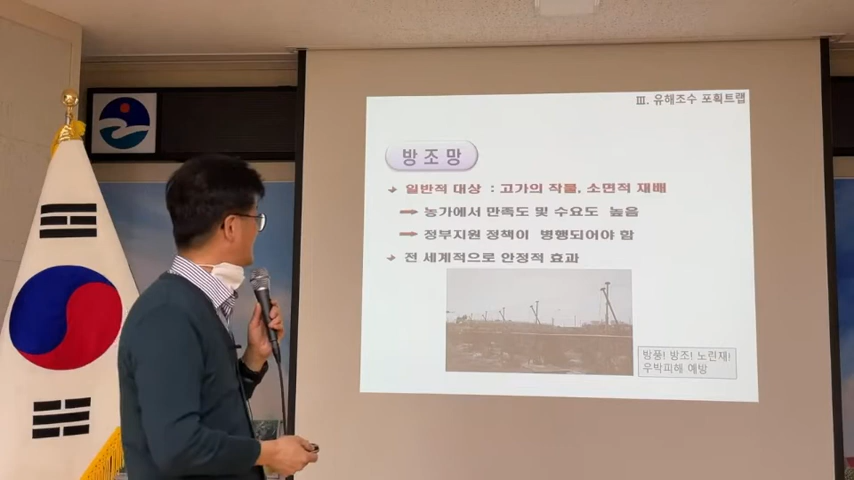 Ⅲ. 유해조수 포획트랩
방조망
일반적 대상 : 고가의 작물, 소면적 재배
농가에서 만족도 및 수요도 높음
정부지원 정책이 병행되어야 함
전 세계적으로 안정적 효과
방풍! 방조! 노린재!
우박피해 예방